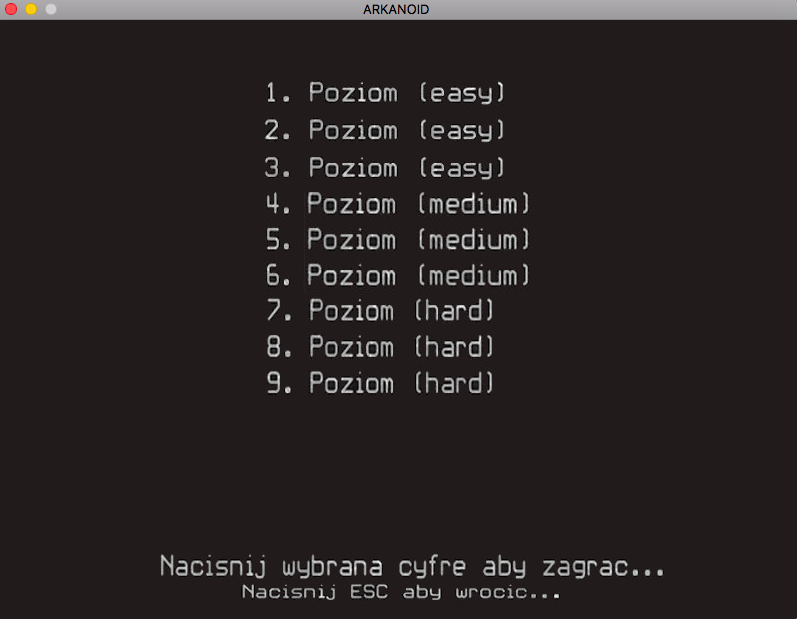 ARKANOID
1. Poziom (easy)
2. Poziom (easy)
3. Poziom (easy)
4. Poziom (medium)
5. Poziom (medium)
6. Poziom (medium)
7. Poziom (hard)
8. Poziom (hard)
9. Poziom (hard)
Nacisnij wybrana cyfre aby zagrac...
Nacisnij ESC aby wrocic...